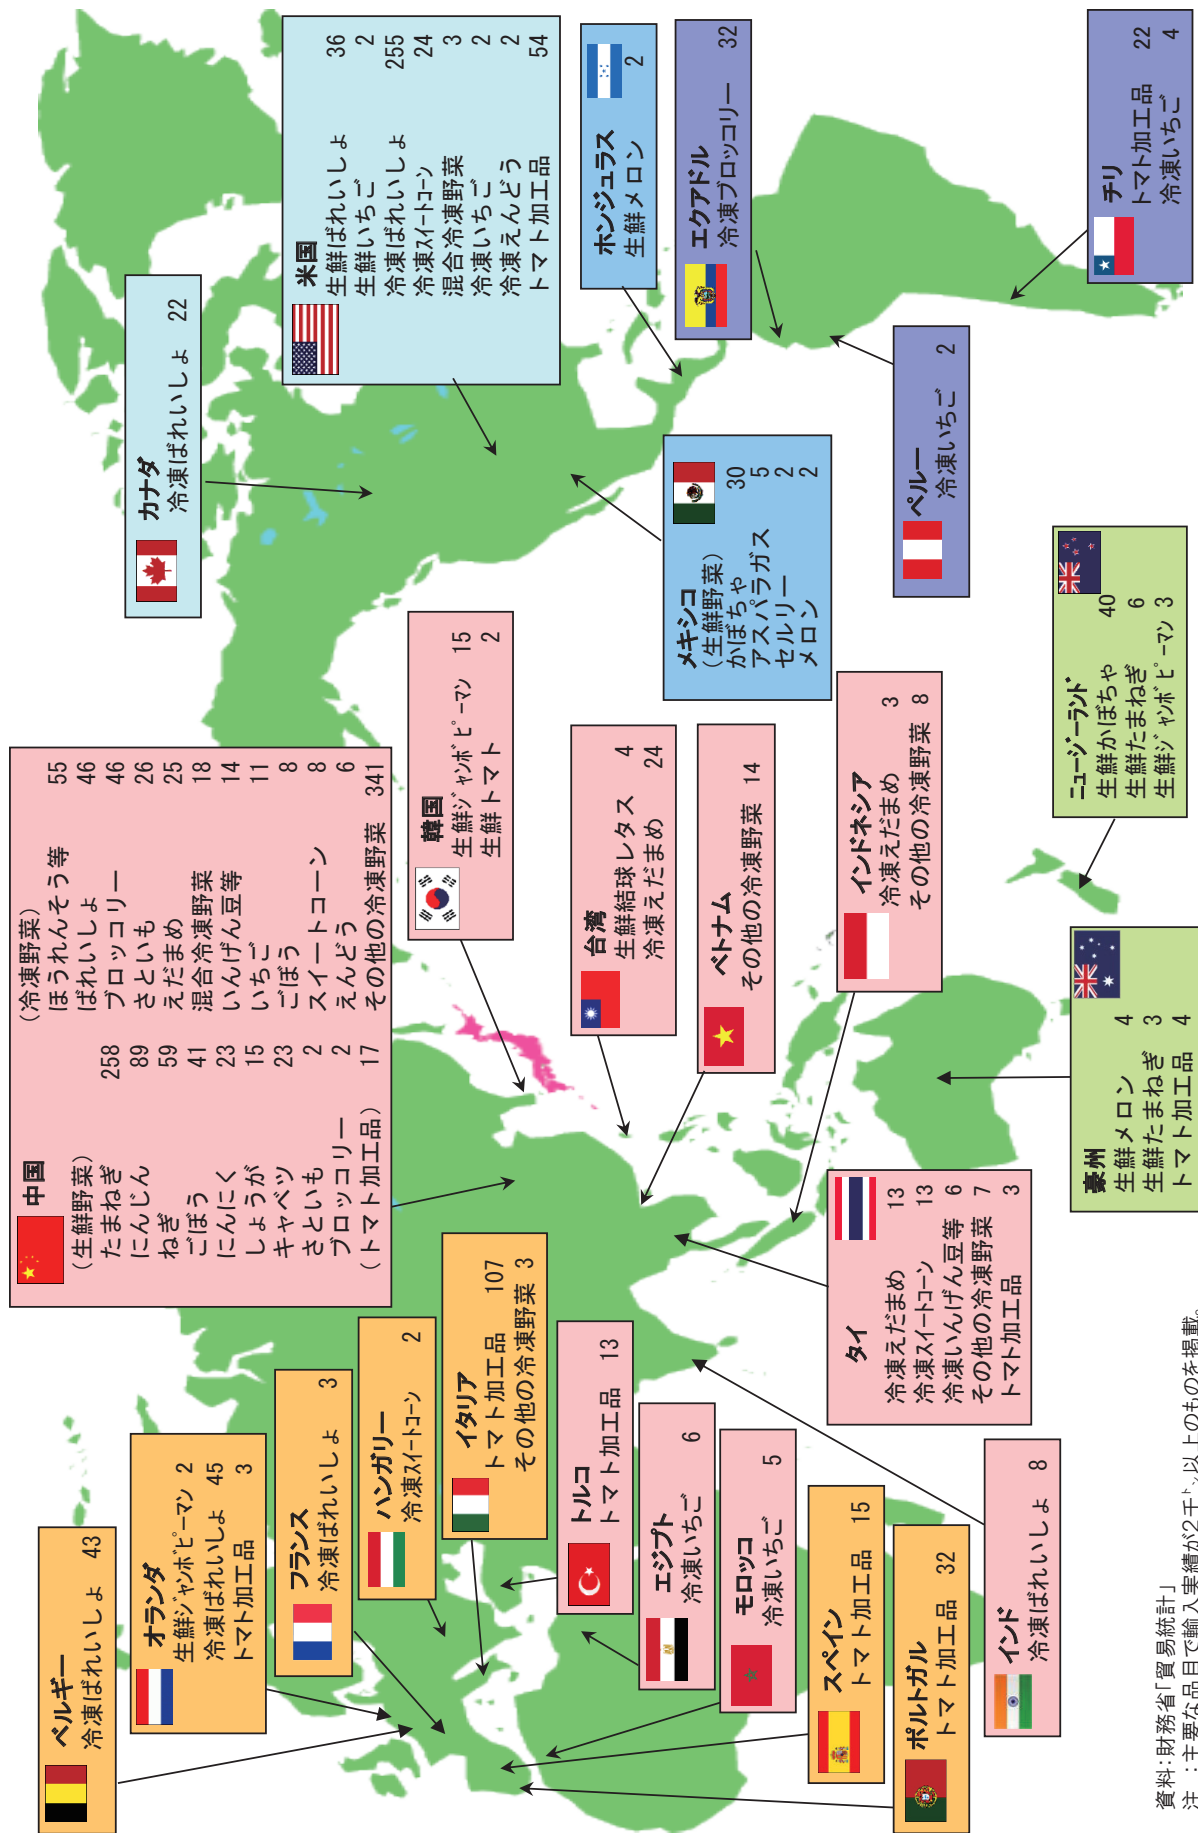 ベルギー
冷凍ばれいしょ 43
オランダ
生鮮ジャンボピーマン 2
冷凍ばれいしょ 45
トマト加工品 3
フランス
冷凍ばれいしょ 3
ハンガリー
冷凍スイートコーン 2
イタリア
トマト加工品 107
その他の冷凍野菜 3
トルコ
トマト加工品 13
エジプト
冷凍いちご 6
モロッコ
冷凍いちご 5
スペイン
トマト加工品 15
ポルトガル
トマト加工品 32
インド
冷凍ばれいしょ 8
中国
(生鮮野菜)
たまねぎ 258
にんじん 89
ねぎ 59
ごぼう 41
にんにく 23
しょうが 15
キャベツ 23
さといも 2
ブロッコリー 2
(トマト加工品) 17
(冷凍野菜)
ほうれんそう等 55
ばれいしょ 46
ブロッコリー 46
さといも 26
えだまめ 25
混合冷凍野菜 18
いんげん豆等 14
いちご 11
ごぼう 8
スイートコーン 8
えんどう 6
その他の冷凍野菜 341
韓国
生鮮ジャンボピーマン 15
生鮮トマト 2
台湾
生鮮結球レタス 4
冷凍えだまめ 24
ベトナム
その他の冷凍野菜 14
インドネシア
冷凍えだまめ 3
その他の冷凍野菜 8
タイ
冷凍えだまめ 13
冷凍スイートコーン 13
冷凍いんげん豆等 6
その他の冷凍野菜 7
トマト加工品 3
豪州
生鮮メロン 4
生鮮たまねぎ 3
トマト加工品 4
ニュージーランド
生鮮かぼちゃ 40
生鮮たまねぎ 6
生鮮ジャンボピーマン 3
カナダ
冷凍ばれいしょ 22
米国
生鮮ばれいしょ 36
生鮮いちご 2
冷凍ばれいしょ 255
冷凍スイートコーン 24
混合冷凍野菜 3
冷凍いちご 2
冷凍えんどう 2
トマト加工品 54
メキシコ
(生鮮野菜)
かぼちゃ 30
アスパラガス 5
セルリー 2
メロン 2
ホンジュラス
生鮮メロン 2
エクアドル
冷凍ブロッコリー 32
ペルー
冷凍いちご 2
チリ
トマト加工品 22
冷凍いちご 4
資料:財務省「貿易統計」
注 :主要な品目で輸入実績が2千トン以上のものを掲載。